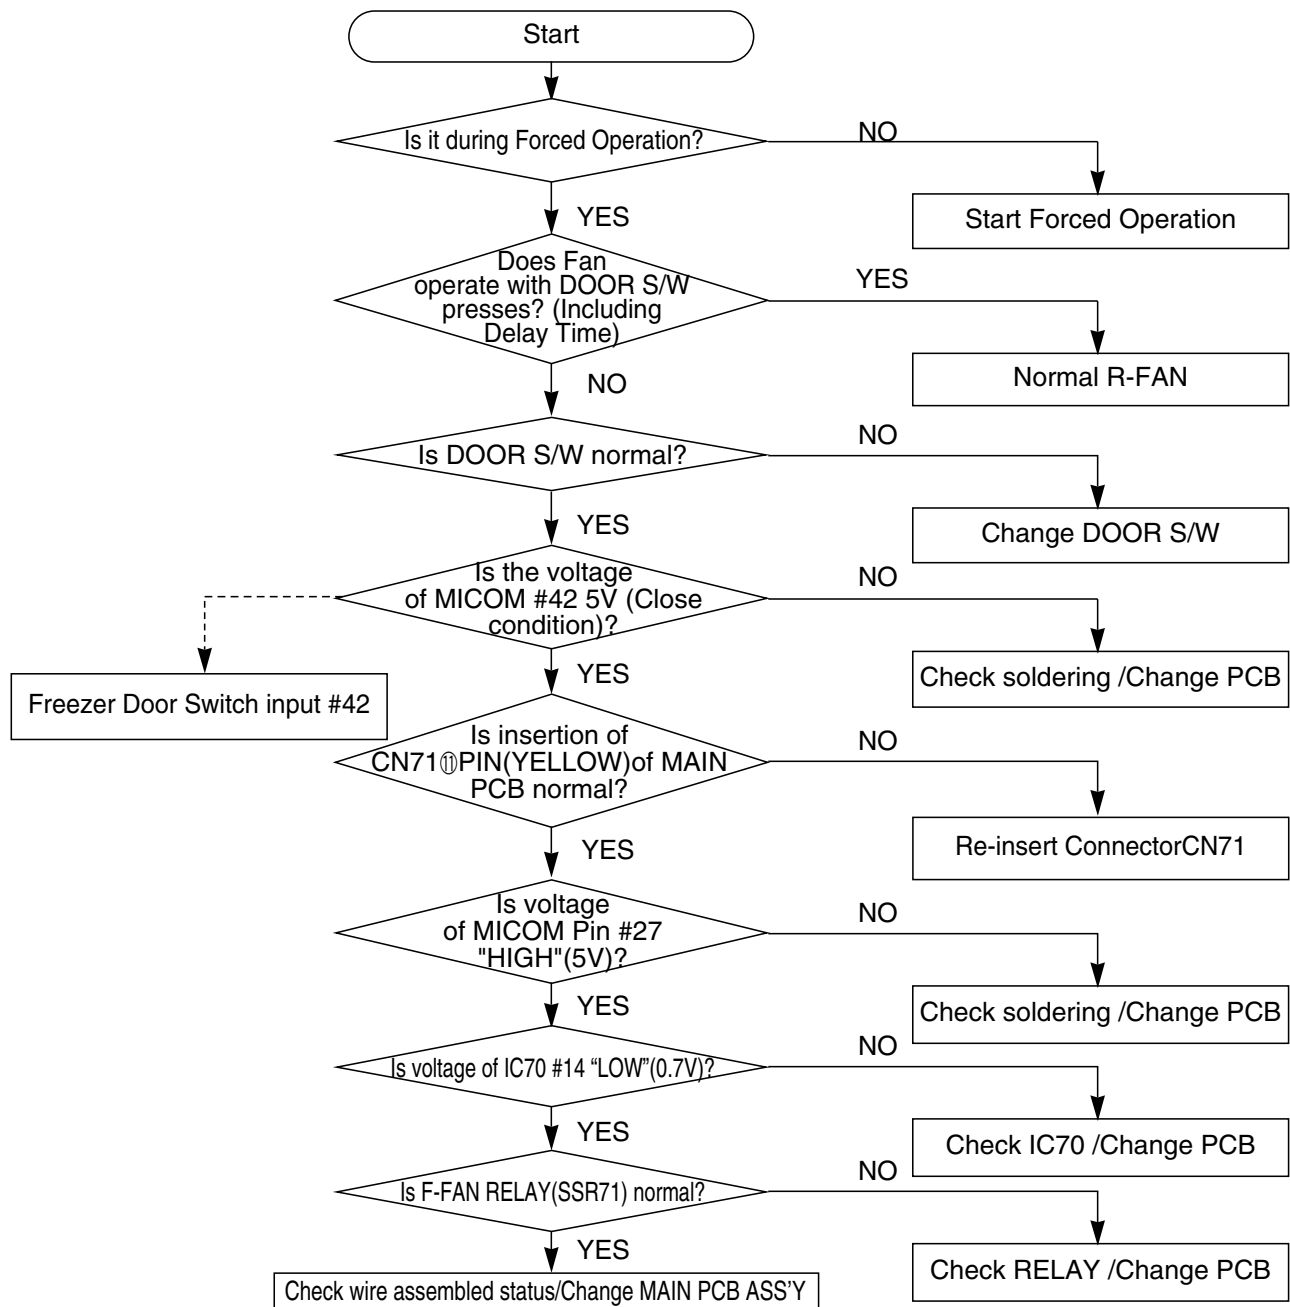 Start
Is it during Forced Operation?
NO
Start Forced Operation
YES
Does Fan
operate with DOOR S/W
presses? (Including
Delay Time)
YES
Normal R-FAN
NO
Is DOOR S/W normal?
NO
Change DOOR S/W
YES
Is the voltage
of MICOM #42 5V (Close
condition)?
NO
Check soldering /Change PCB
Freezer Door Switch input #42
YES
Is insertion of
CN71⑪PIN(YELLOW)of MAIN
PCB normal?
NO
Re-insert ConnectorCN71
YES
Is voltage
of MICOM Pin #27
"HIGH"(5V)?
NO
Check soldering /Change PCB
YES
Is voltage of IC70 #14 “LOW”(0.7V)?
NO
Check IC70 /Change PCB
YES
Is F-FAN RELAY(SSR71) normal?
NO
Check RELAY /Change PCB
YES
Check wire assembled status/Change MAIN PCB ASS’Y